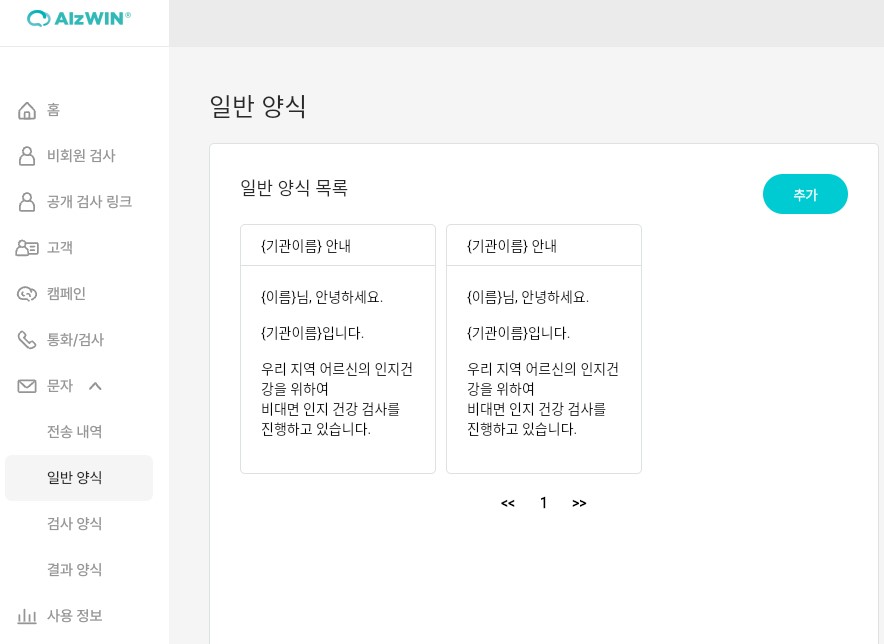 AlzWIN®
홈
비회원 검사
공개 검사 링크
고객
캠페인
통화/검사
문자
전송 내역
일반 양식
검사 양식
결과 양식
사용 정보
일반 양식
일반 양식 목록
추가
{기관이름} 안내
{이름}님, 안녕하세요.
{기관이름}입니다.
우리 지역 어르신의 인지건
강을 위하여
비대면 인지 건강 검사를
진행하고 있습니다.
{기관이름} 안내
{이름}님, 안녕하세요.
{기관이름}입니다.
우리 지역 어르신의 인지건
강을 위하여
비대면 인지 건강 검사를
진행하고 있습니다.
<< 1 >>